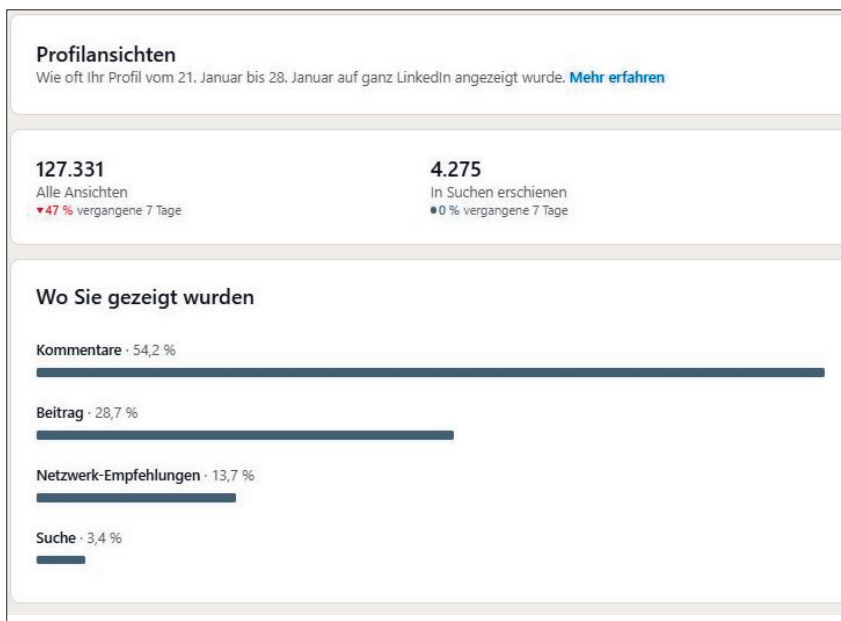 Profilansichten
Wie oft Ihr Profil vom 21. Januar bis 28. Januar auf ganz LinkedIn angezeigt wurde. Mehr erfahren
127.331
Alle Ansichten
▼47 % vergangene 7 Tage
4.275
In Suchen erschienen
●0 % vergangene 7 Tage
Wo Sie gezeigt wurden
Kommentare · 54,2 %
Beitrag · 28,7 %
Netzwerk-Empfehlungen · 13,7 %
Suche · 3,4 %